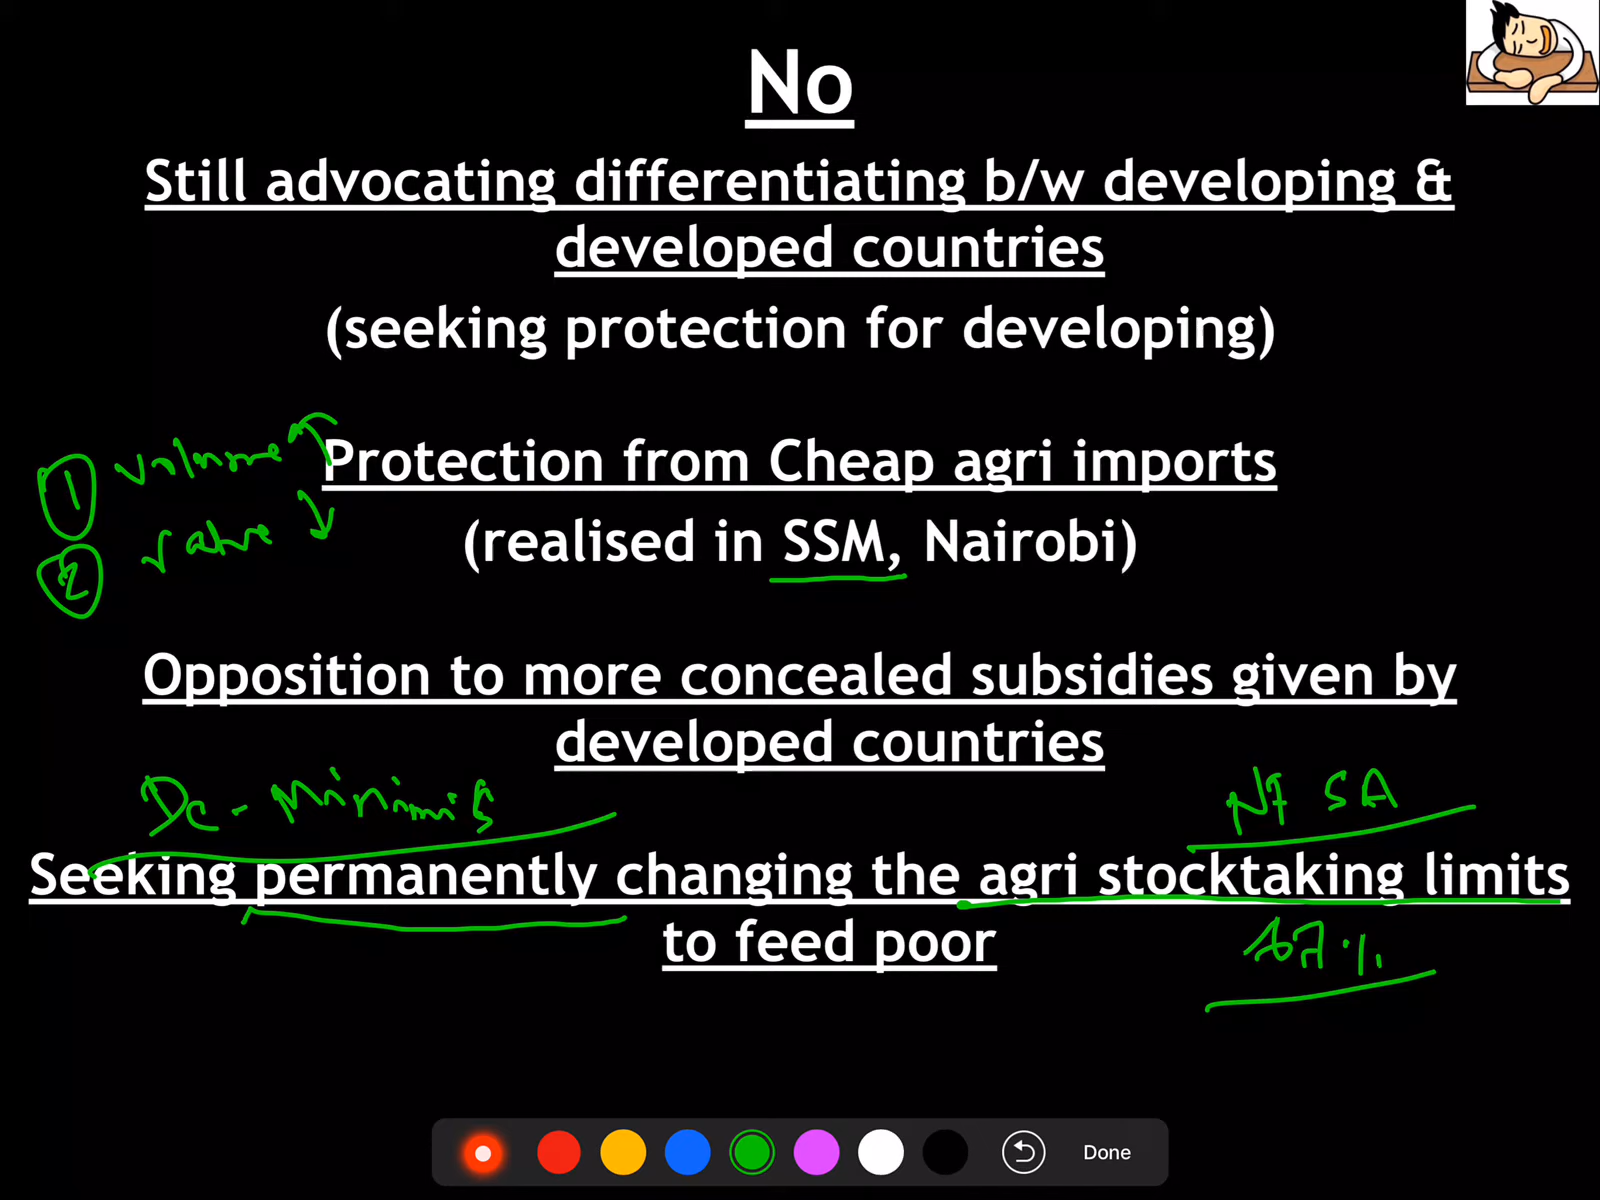 No
Still advocating differentiating b/w developing &
developed countries
(seeking protection for developing)
① volume ↑
Protection from Cheap agri imports
② value ↓
(realised in SSM, Nairobi)
Opposition to more concealed subsidies given by
developed countries
De-minimis
NFSA
Seeking permanently changing the agri stocktaking limits
to feed poor
67%
Done